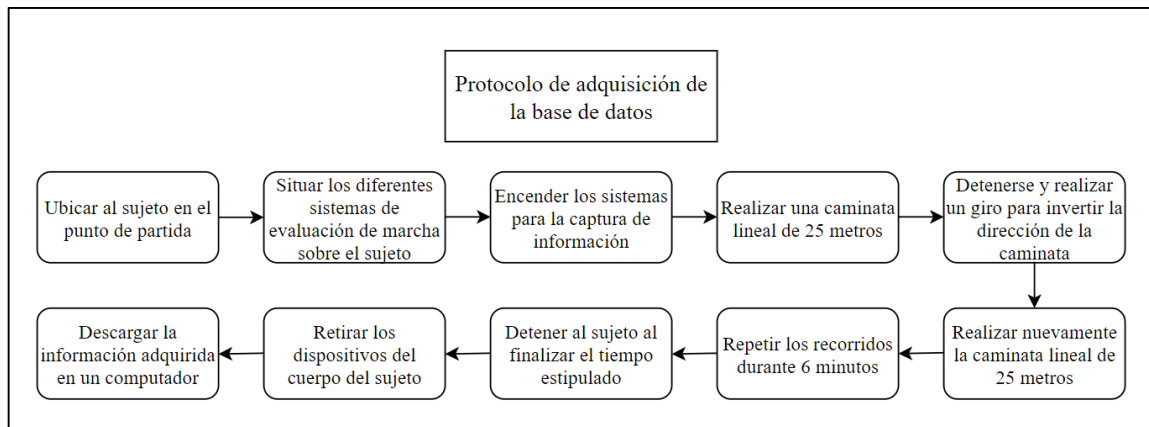 Protocolo de adquisición de
la base de datos
Ubicar al sujeto en el
punto de partida
Situar los diferentes
sistemas de
evaluación de marcha
sobre el sujeto
Encender los sistemas
para la captura de
información
Realizar una caminata
lineal de 25 metros
Detenerse y realizar
un giro para invertir la
dirección de la
caminata
Realizar nuevamente
la caminata lineal de
25 metros
Repetir los recorridos
durante 6 minutos
Detener al sujeto al
finalizar el tiempo
estipulado
Retirar los
dispositivos del
cuerpo del sujeto
Descargar la
información adquirida
en un computador